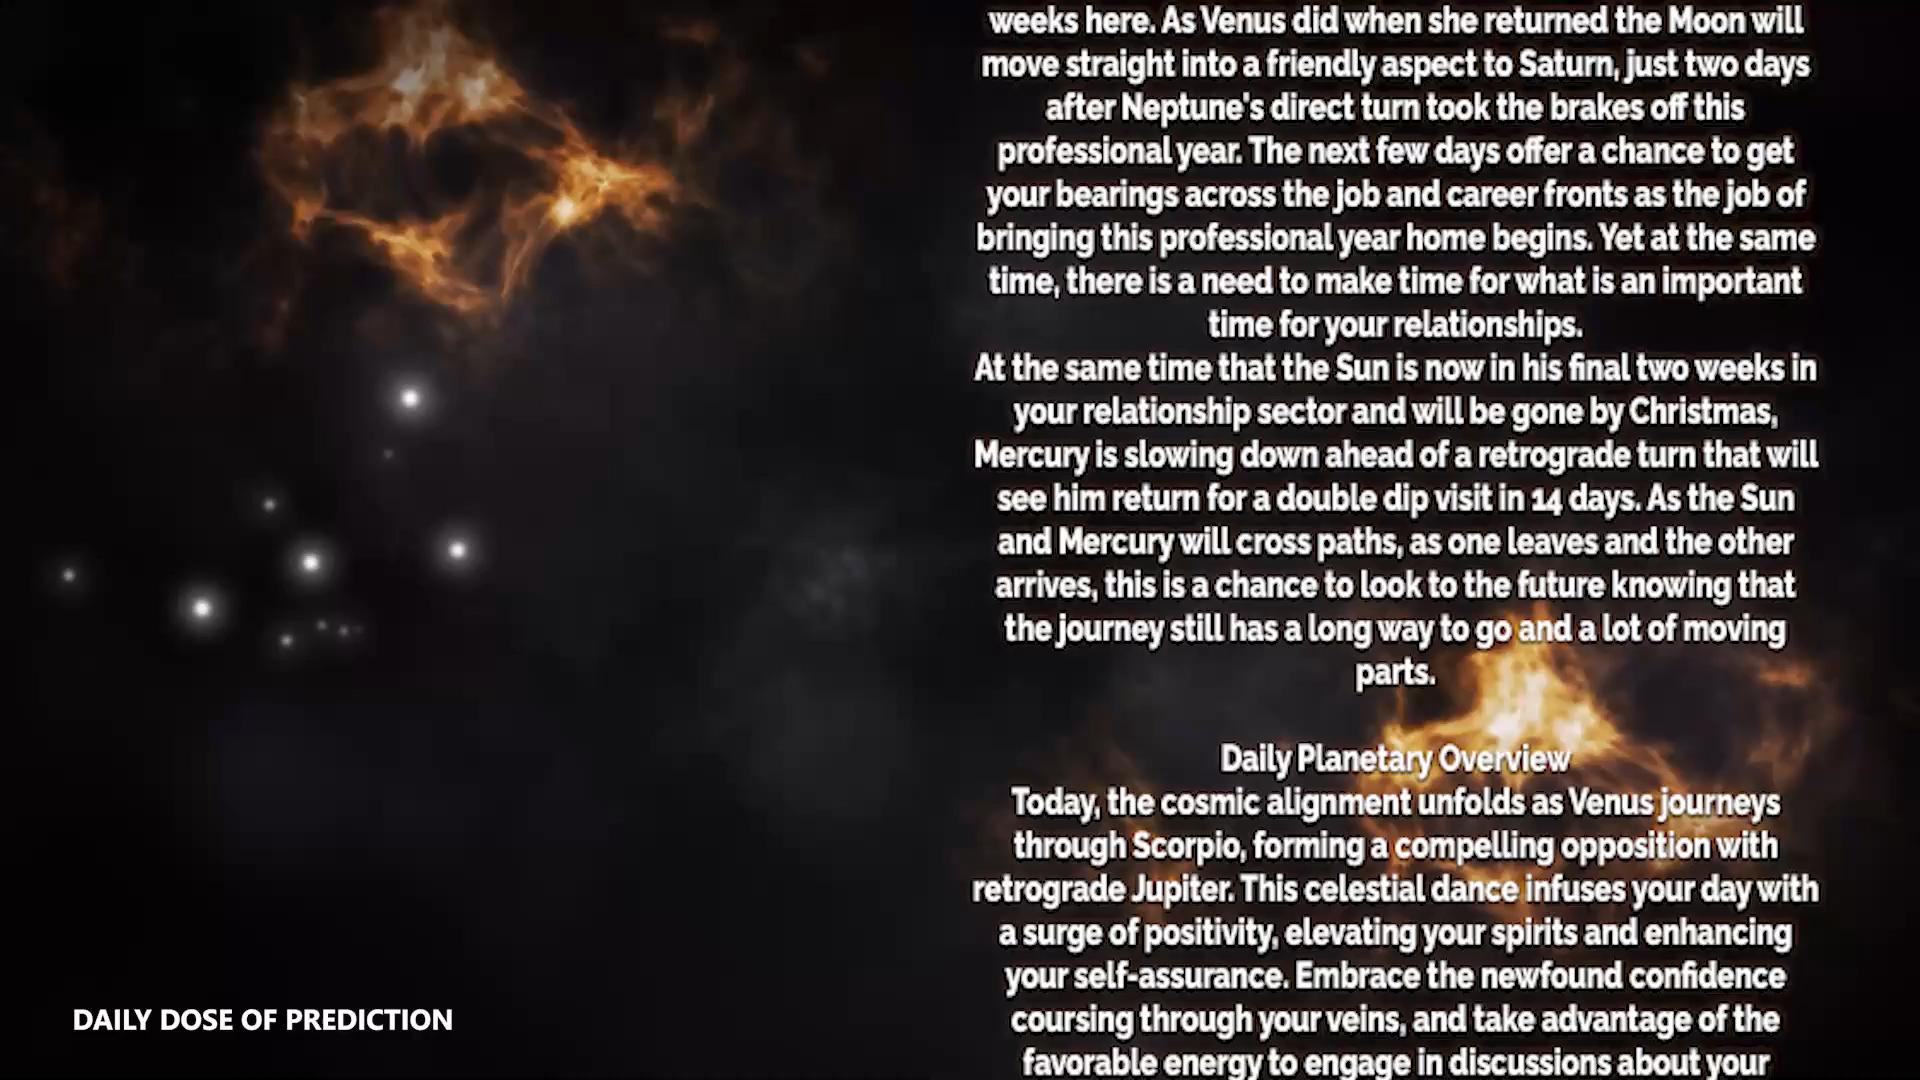 weeks here. As Venus did when she returned the Moon will
move straight into a friendly aspect to Saturn, just two days
after Neptune's direct turn took the brakes off this
professional year. The next few days offer a chance to get
your bearings across the job and career fronts as the job of
bringing this professional year home begins. Yet at the same
time, there is a need to make time for what is an important
time for your relationships.
At the same time that the Sun is now in his final two weeks in
your relationship sector and will be gone by Christmas,
Mercury is slowing down ahead of a retrograde turn that will
see him return for a double dip visit in 14 days. As the Sun
and Mercury will cross paths, as one leaves and the other
arrives, this is a chance to look to the future knowing that
the journey still has a long way to go and a lot of moving
parts.
Daily Planetary Overview
Today, the cosmic alignment unfolds as Venus journeys
through Scorpio, forming a compelling opposition with
retrograde Jupiter. This celestial dance infuses your day with
a surge of positivity, elevating your spirits and enhancing
your self-assurance. Embrace the newfound confidence
coursing through your veins, and take advantage of the
favorable energy to engage in discussions about your
DAILY DOSE OF PREDICTION